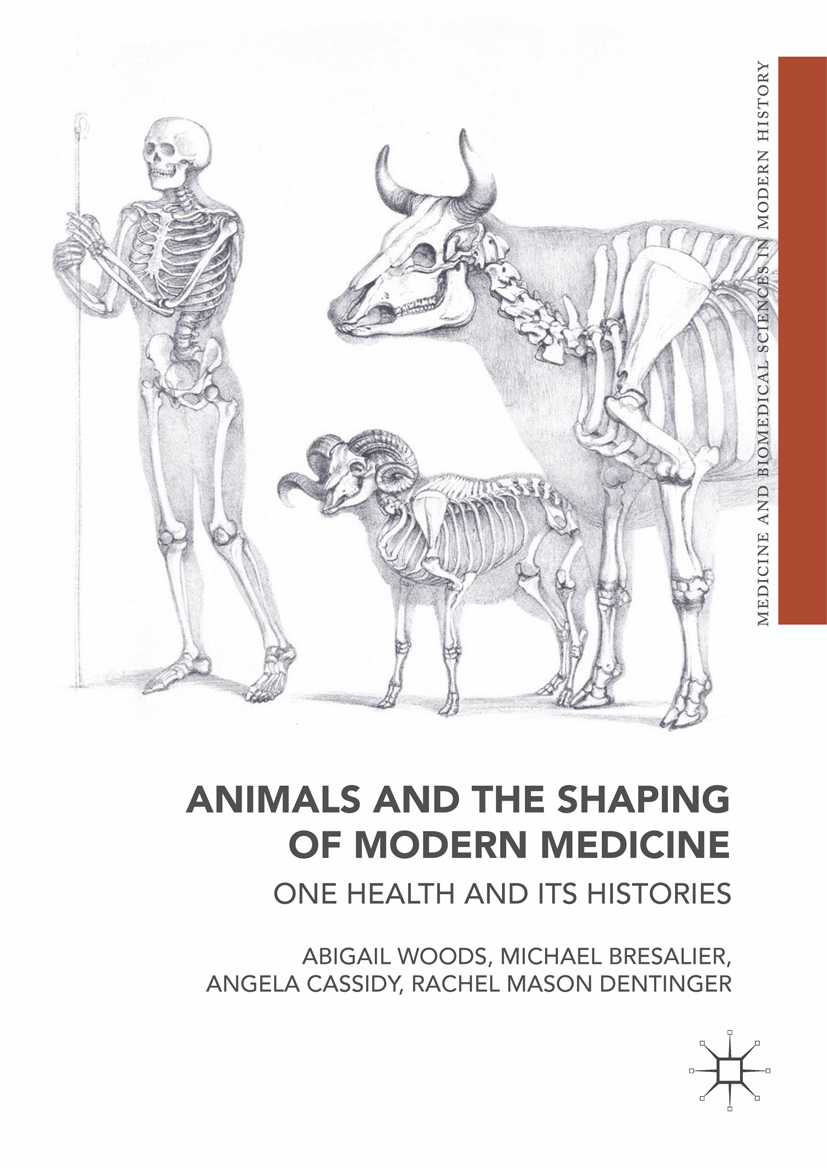 MEDICINE AND BIOMEDICAL SCIENCES IN MODERN HISTORY
ANIMALS AND THE SHAPING
OF MODERN MEDICINE
ONE HEALTH AND ITS HISTORIES
ABIGAIL WOODS, MICHAEL BRESALIER,
ANGELA CASSIDY, RACHEL MASON DENTINGER